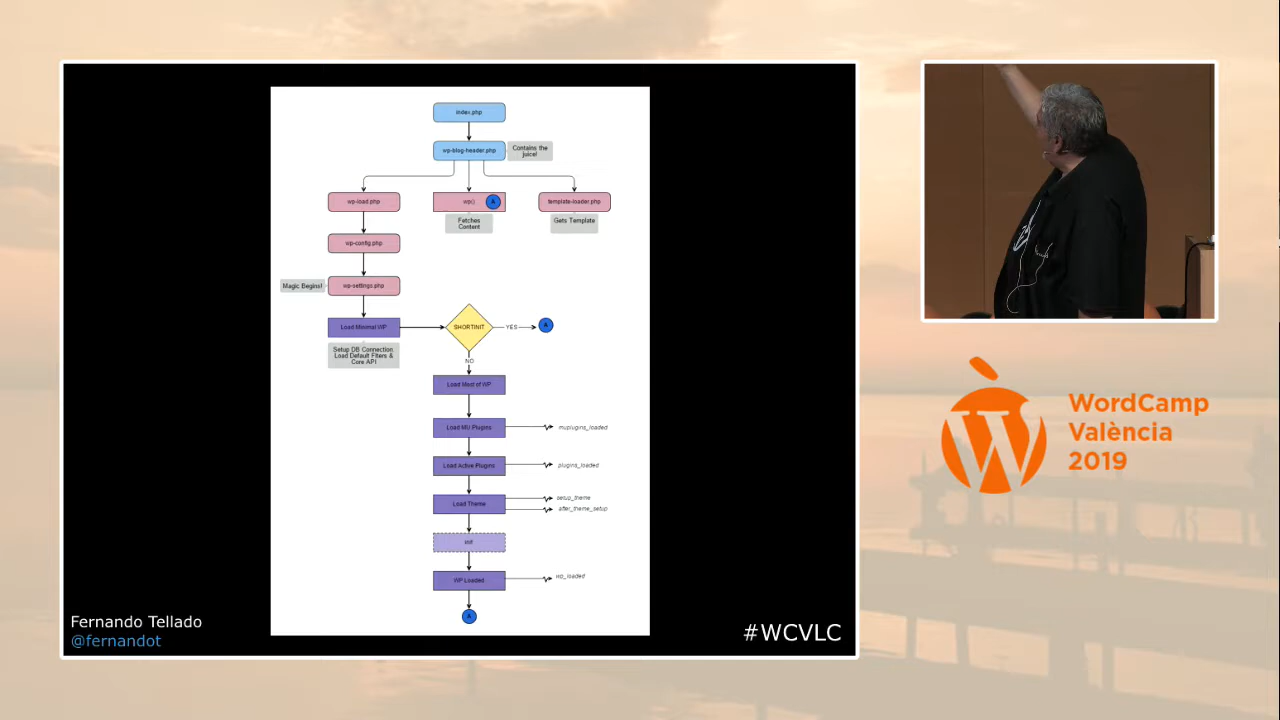 index.php
wp-blog-header.php
Contains the
juice!
wp-load.php
wp()
A
template-loader.php
Fetches
Content
Gets Template
wp-config.php
Magic Begins!
wp-settings.php
Load Minimal WP
SHORTINIT
YES
A
Setup DB Connection
Load Default Flters &
Core API
NO
Load Most of WP
Load MU Plugins
muplugins_loaded
Load Active Plugins
plugins_loaded
Load Theme
setup_theme
after_theme_setup
init
WP Loaded
wp_loaded
A
Fernando Tellado
@fernandot
#WCVLC
WordCamp
València
2019